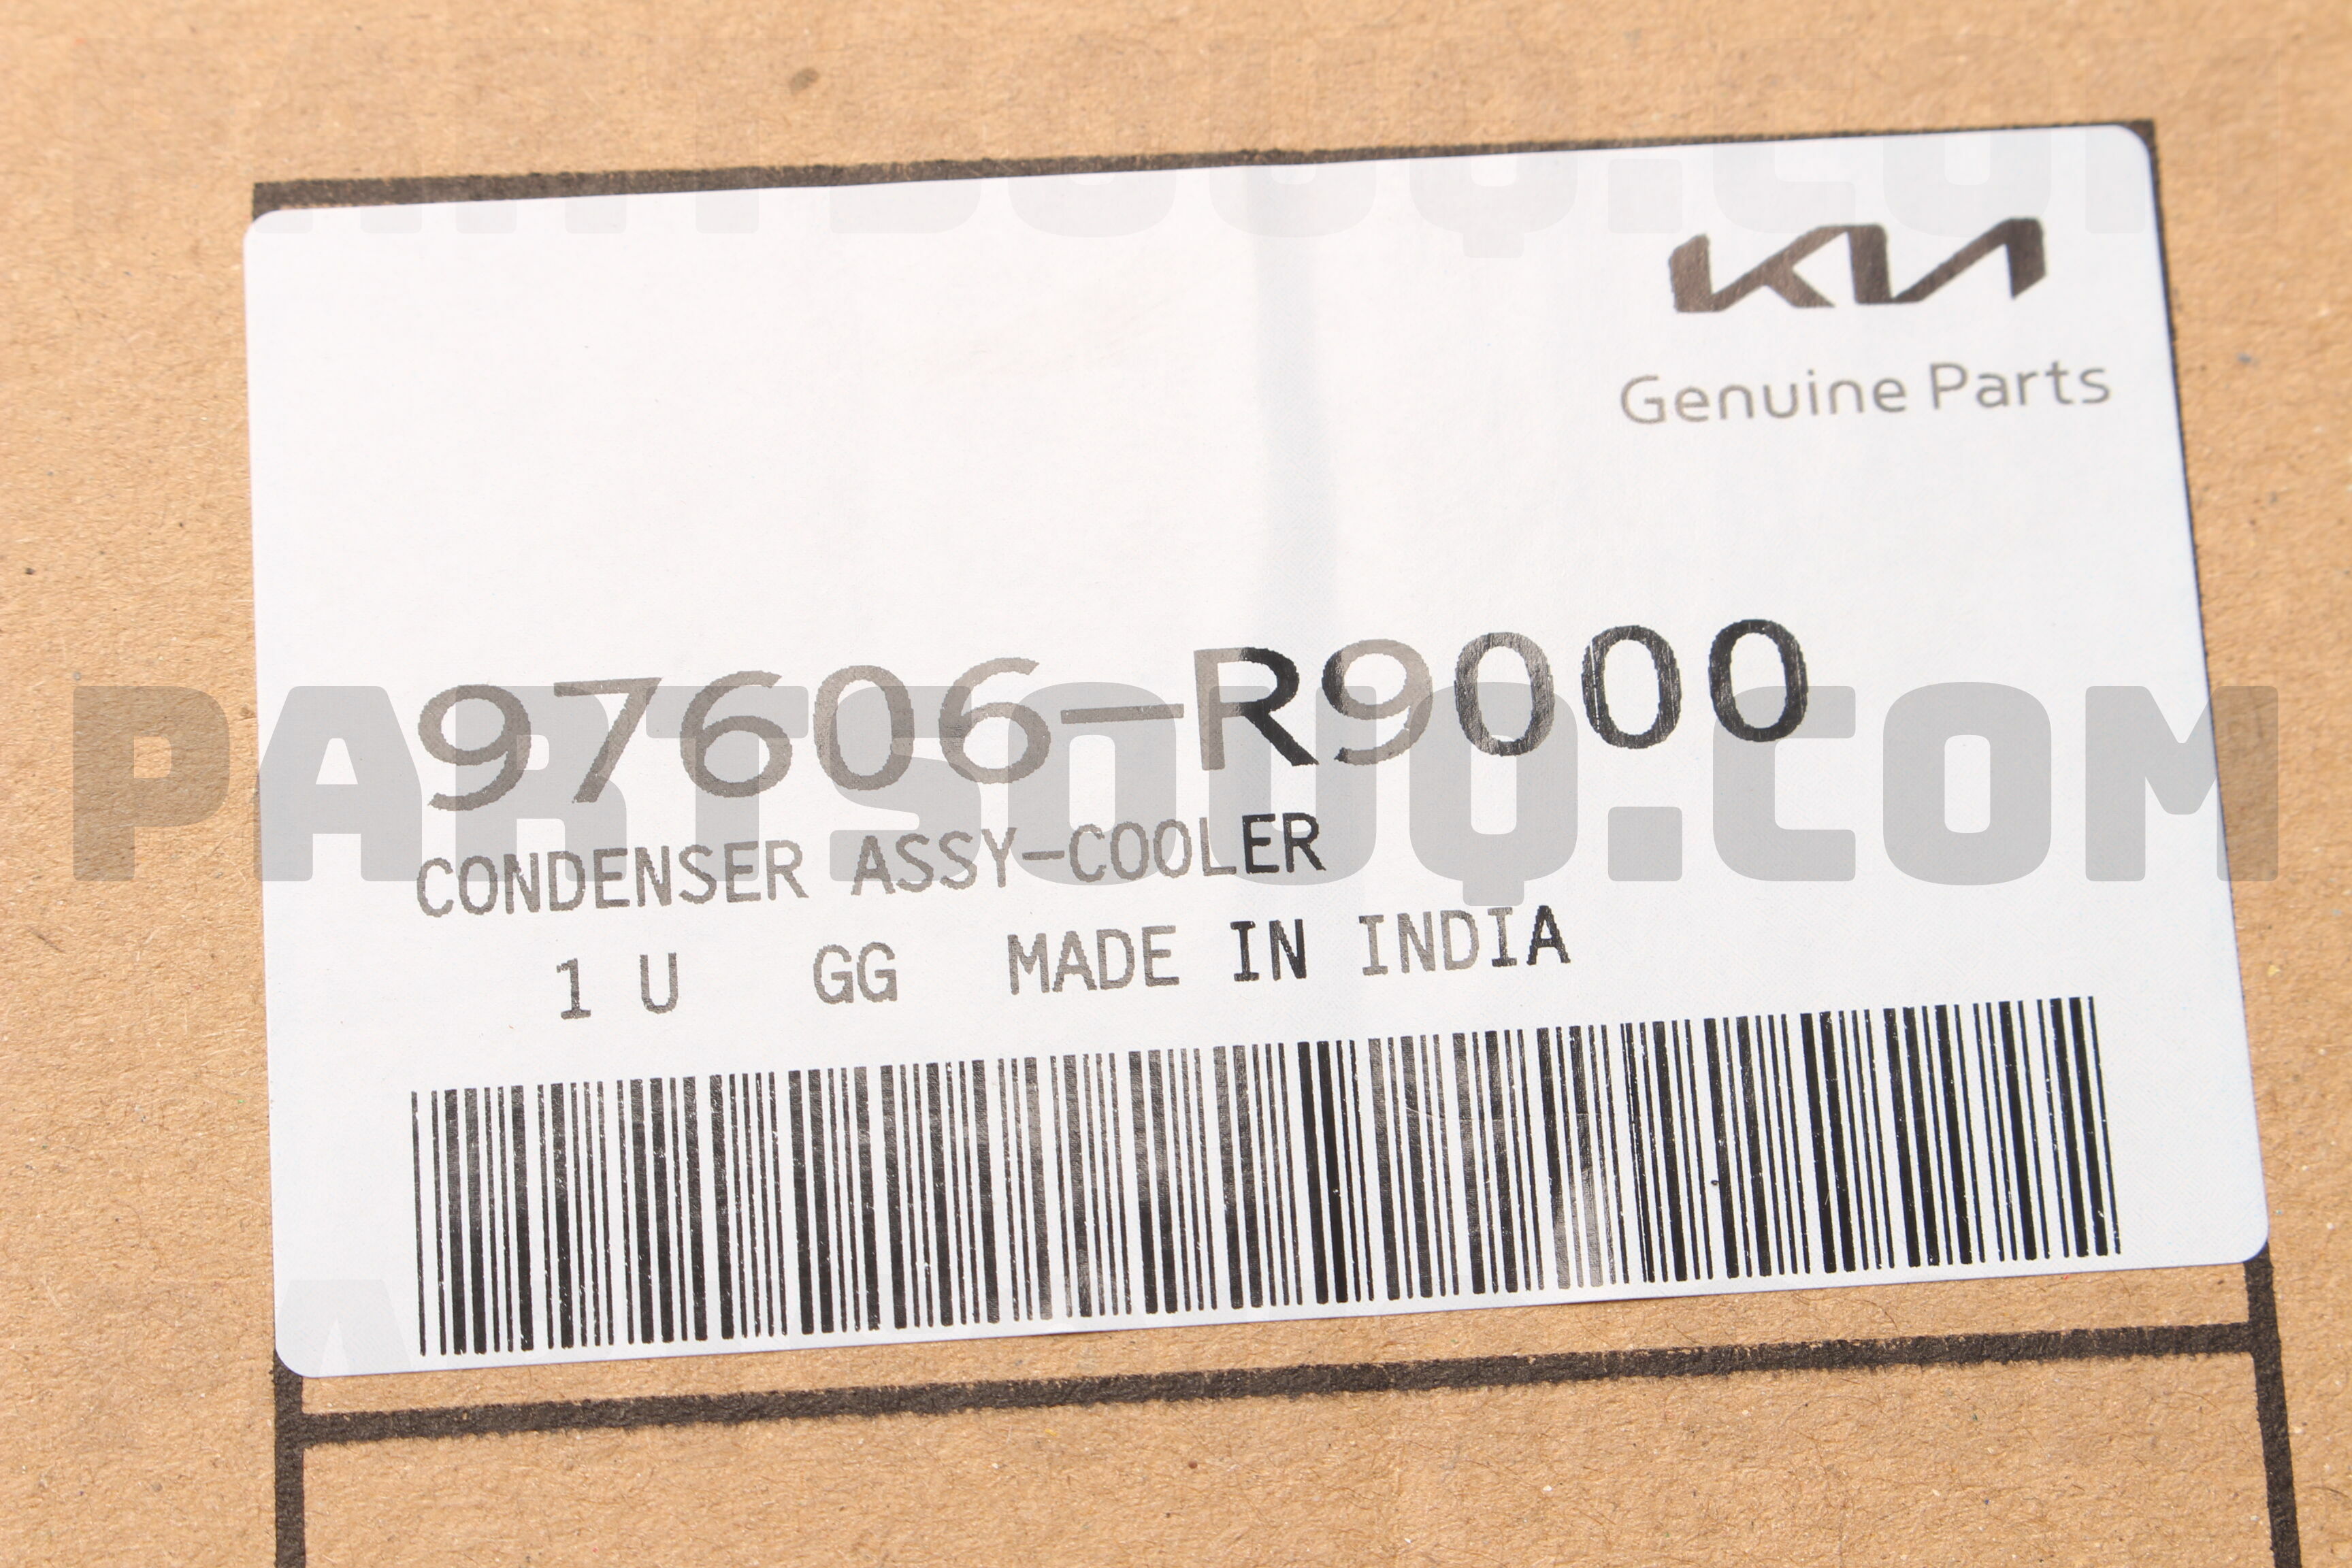 KIA
Genuine Parts
97606-R9000
PARTSOUQ.COM
CONDENSER ASSY-COOLER
1 U GG MADE IN INDIA